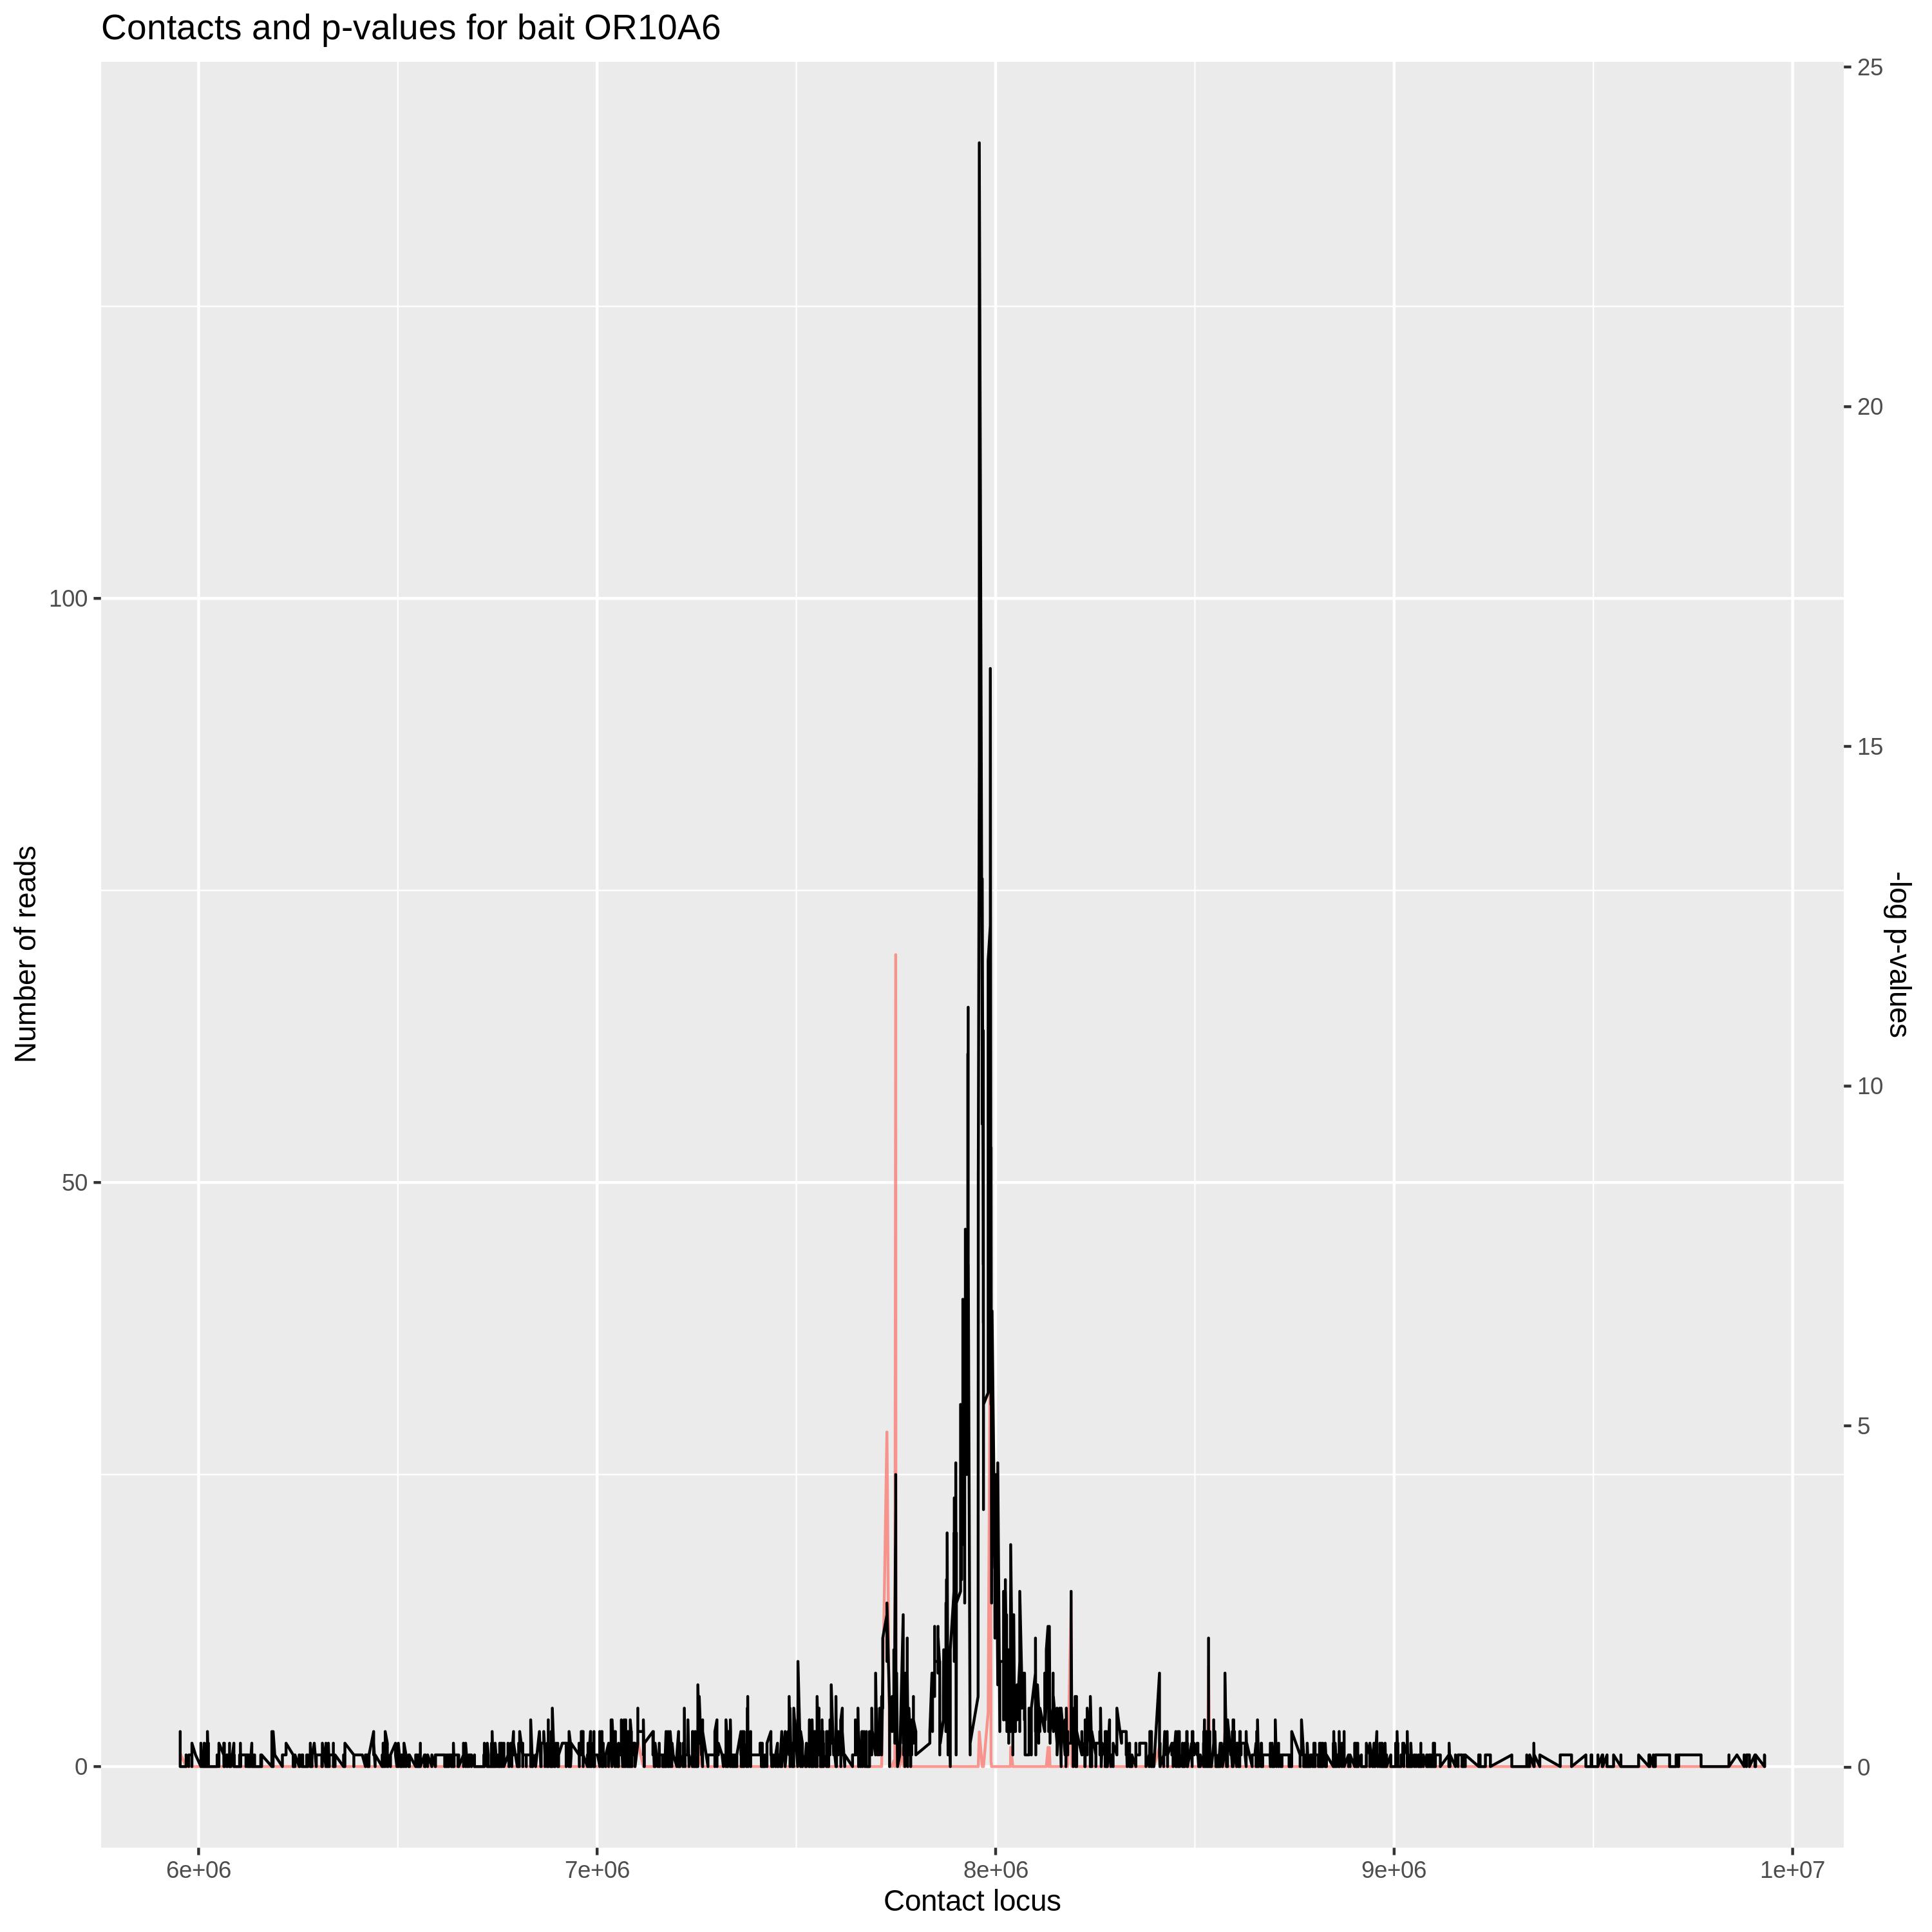 Contacts and p-values for bait OR10A6
Number of reads
100
50
0
25
20
15
10
5
0
-log p-values
6e+06
7e+06
8e+06
9e+06
1e+07
Contact locus